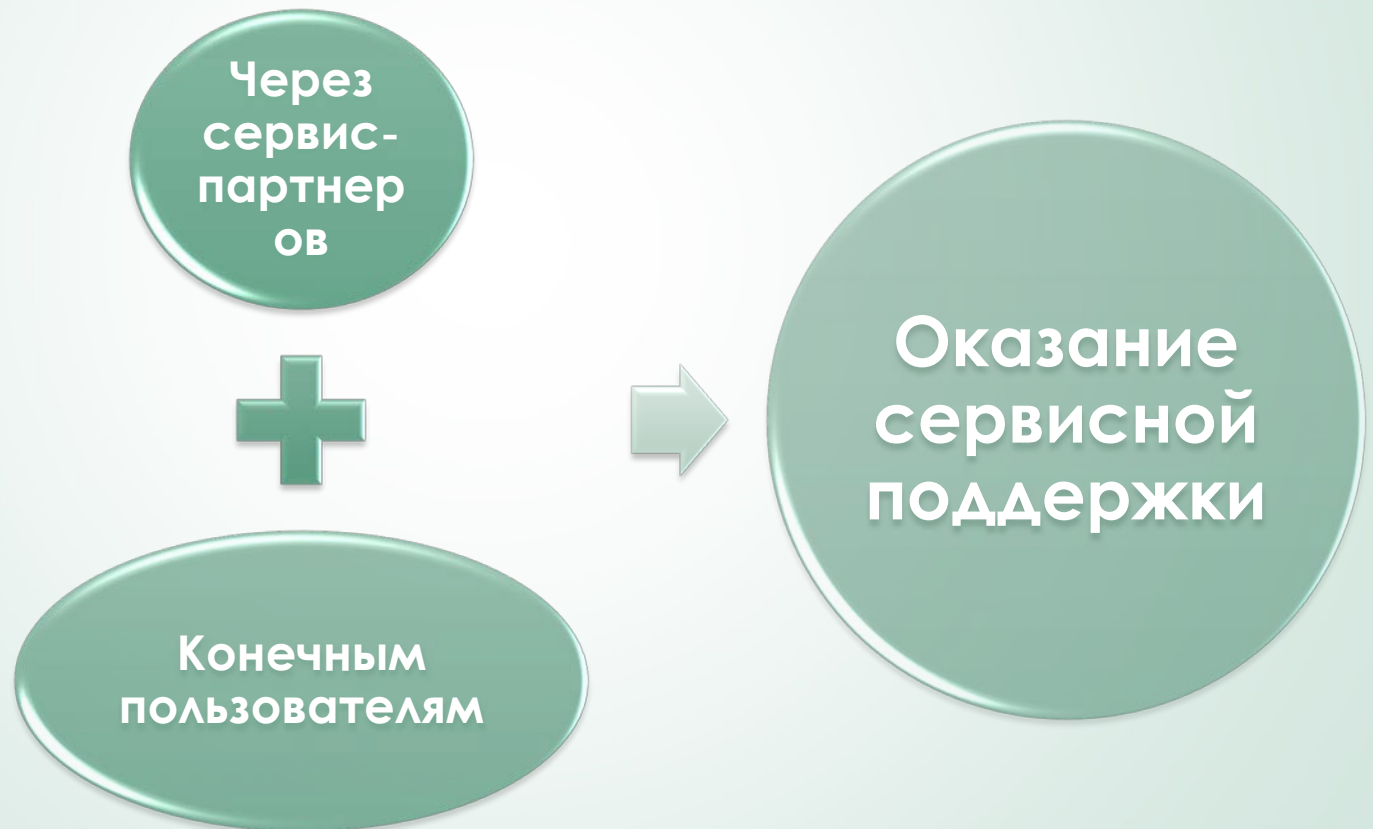 Через
сервис-
партнер
ов
Конечным
пользователям
Оказание
сервисной
поддержки